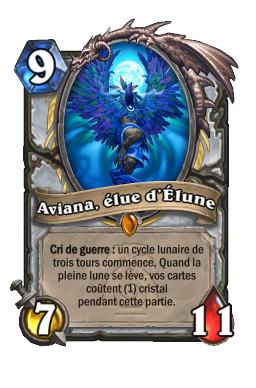 9
Aviana, élue d'Élune
Cri de guerre : un cycle lunaire de
trois tours commence. Quand la
pleine lune se lève, vos cartes
coûtent (1) cristal
pendant cette partie.
7
11